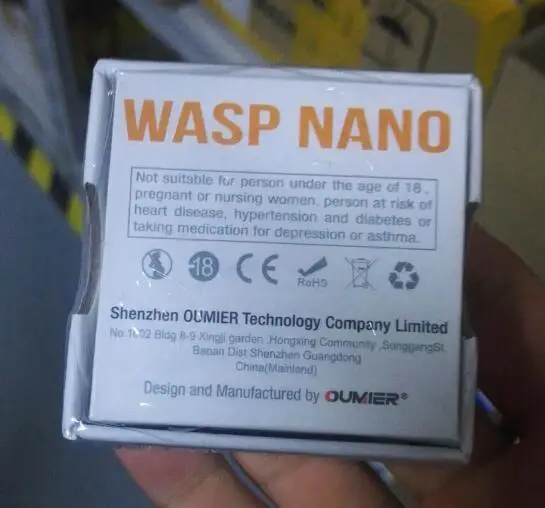 WASP NANO
Not suitable for person under the age of 18 ,
pregnant or nursing women, person at risk of
heart disease, hypertension and diabetes or
taking medication for depression or asthma.
-18 CE RoHS
Shenzhen OUMIER Technology Company Limited
No.1602 Bldg 8-9 Xingji garden ,Hongxing Community ,SonggangSt.
Baoan Dist Shenzhen Guangdong
China(Mainland)
Design and Manufactured by OUMIER®